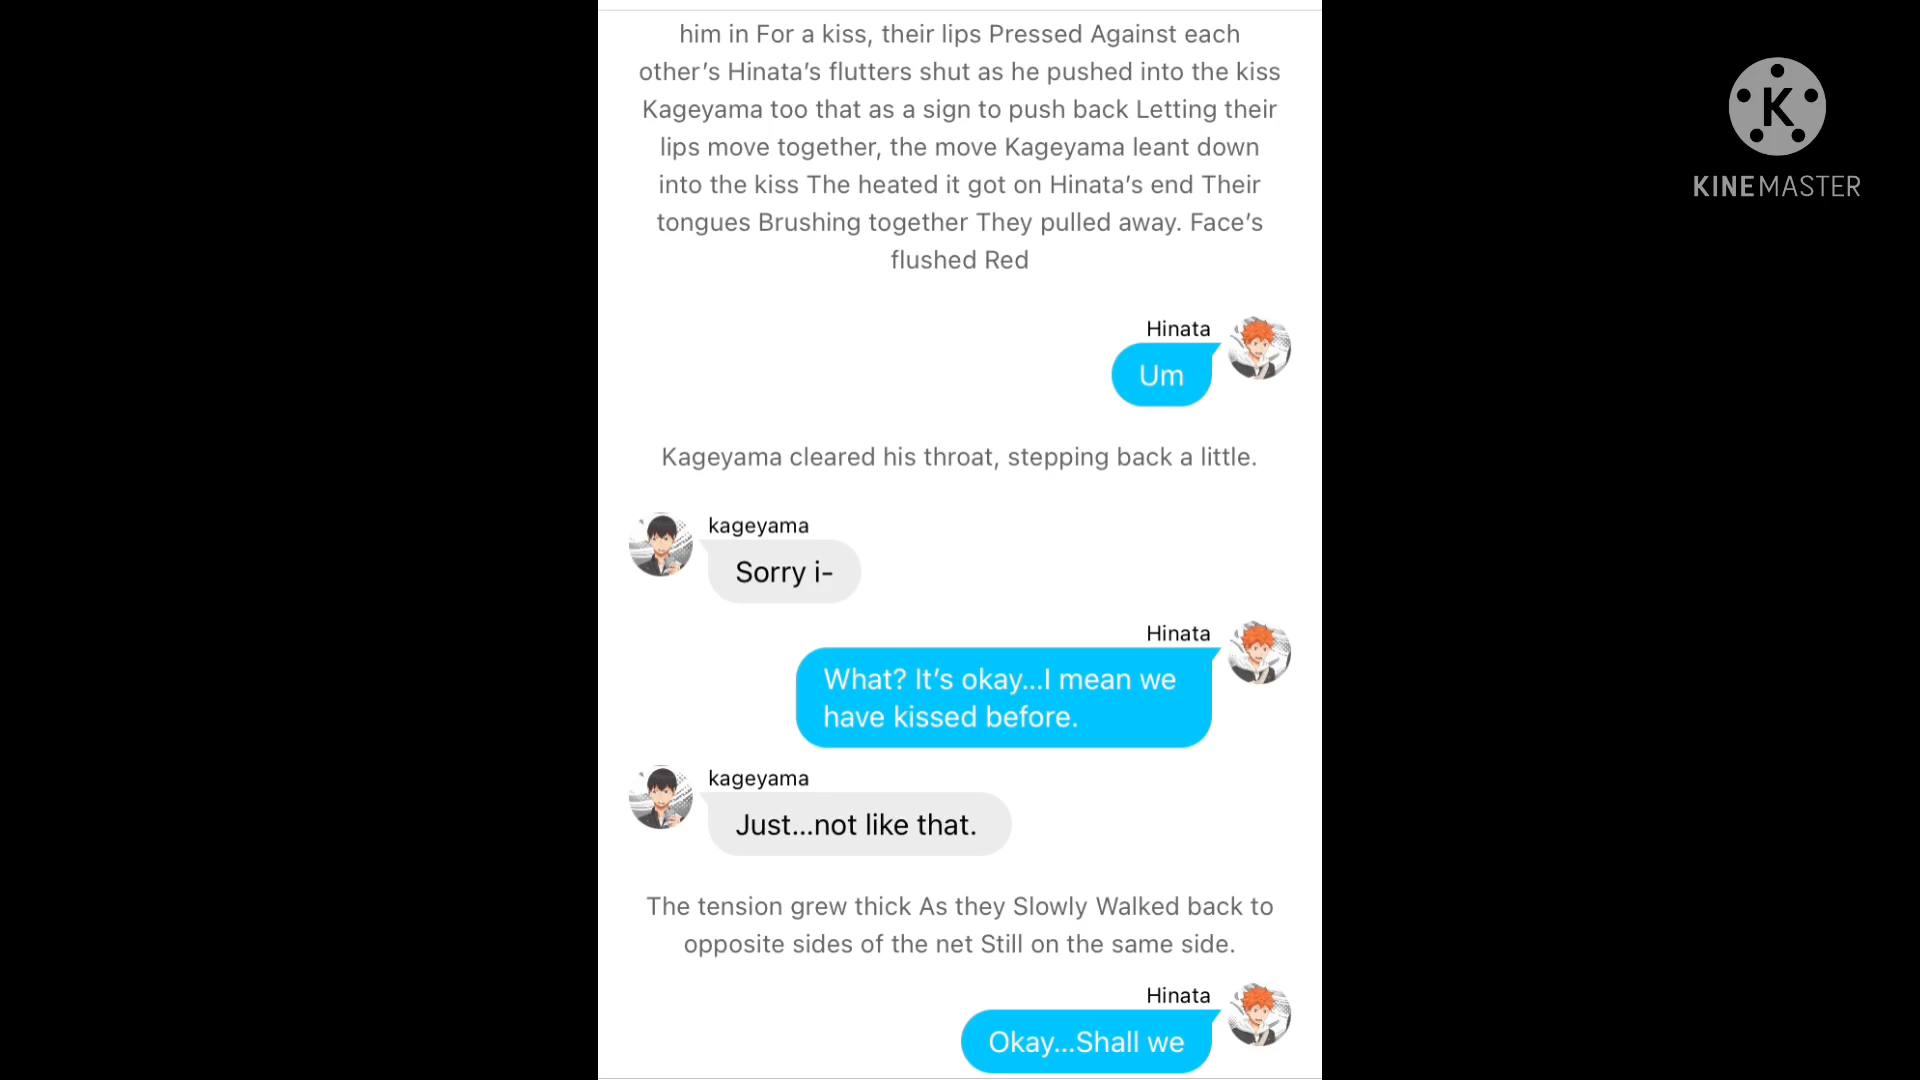 him in For a kiss, their lips Pressed Against each
other’s Hinata’s flutters shut as he pushed into the kiss
Kageyama too that as a sign to push back Letting their
lips move together, the move Kageyama leant down
into the kiss The heated it got on Hinata’s end Their
tongues Brushing together They pulled away. Face’s
flushed Red
Hinata
Um
Kageyama cleared his throat, stepping back a little.
kageyama
Sorry i-
Hinata
What? It’s okay...I mean we
have kissed before.
kageyama
Just...not like that.
The tension grew thick As they Slowly Walked back to
opposite sides of the net Still on the same side.
Hinata
Okay...Shall we
K
KINEMASTER